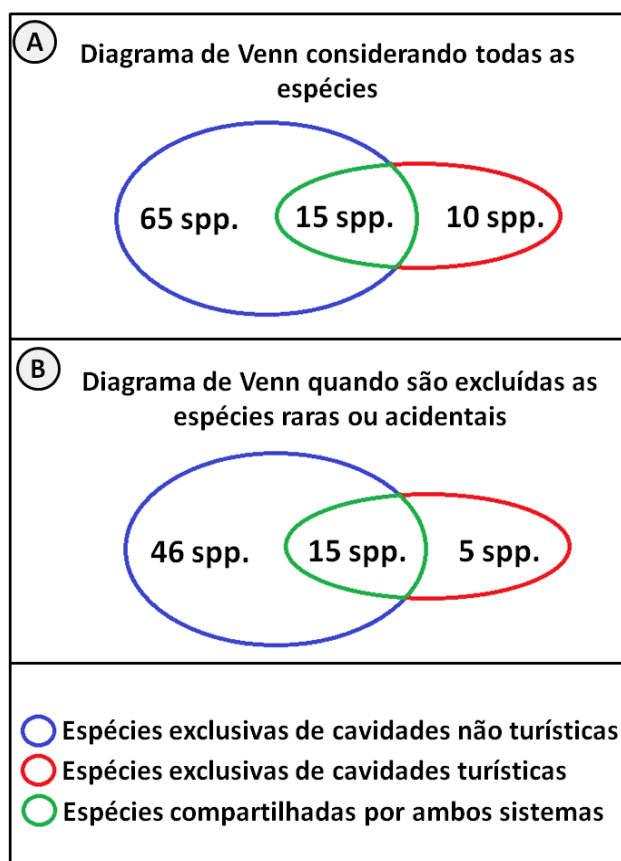 A
Diagrama de Venn considerando todas as
espécies
65 spp. 15 spp. 10 spp.
B
Diagrama de Venn quando são excluídas as
espécies raras ou acidentais
46 spp. 15 spp. 5 spp.
Espécies exclusivas de cavidades não turísticas
Espécies exclusivas de cavidades turísticas
Espécies compartilhadas por ambos sistemas